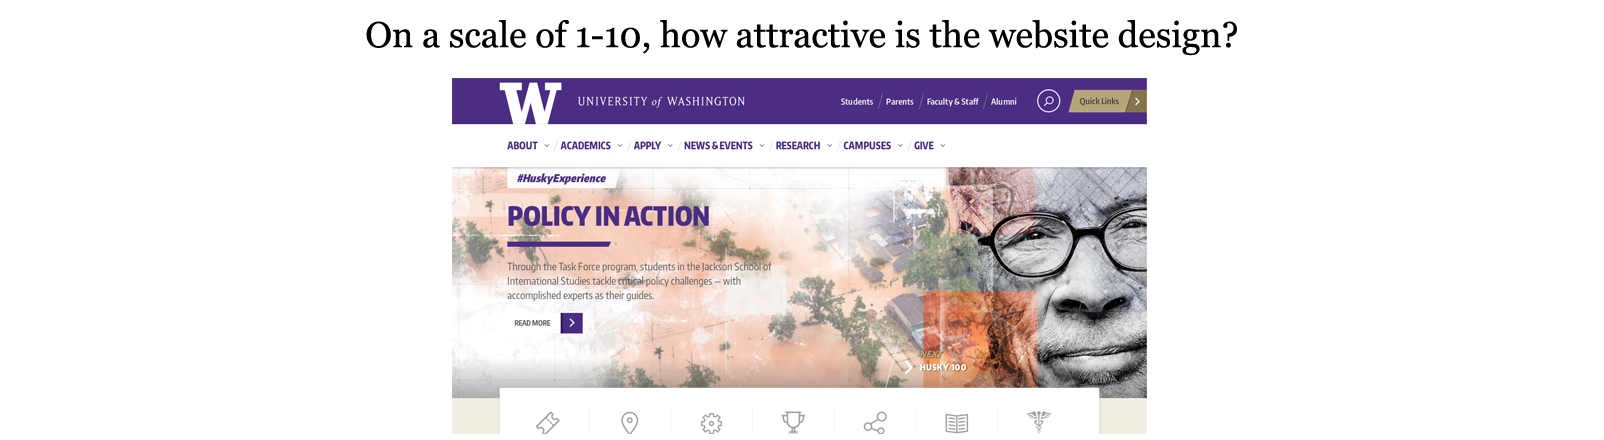 On a scale of 1-10, how attractive is the website design?
W UNIVERSITY of WASHINGTON
Students / Parents / Faculty & Staff / Alumni
Quick Links
ABOUT / ACADEMICS / APPLY / NEWS & EVENTS / RESEARCH / CAMPUSES / GIVE
#HuskyExperience
POLICY IN ACTION
Through the Task Force program, students in the Jackson School of
International Studies tackle critical policy challenges — with
accomplished experts as their guides.
READ MORE
NEXT
HUSKY 100